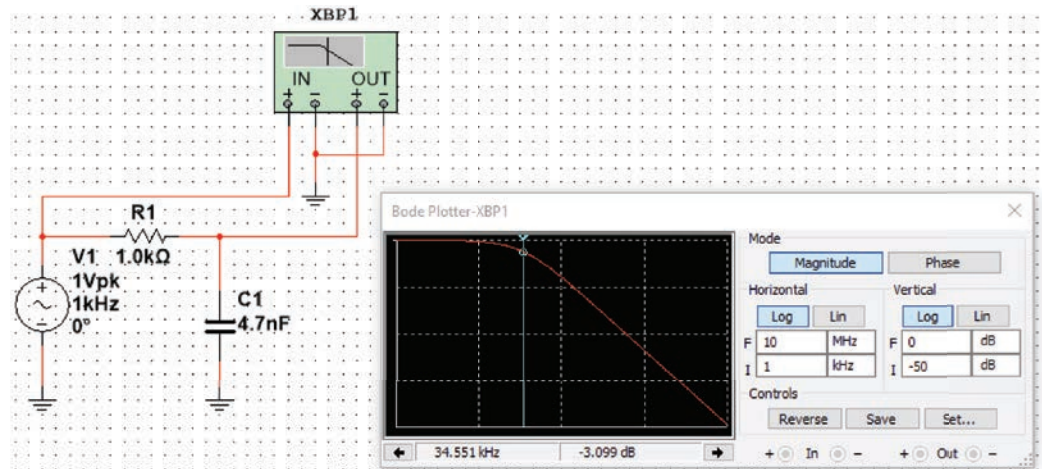 XBP1
IN OUT
+ − + −
R1
1.0kΩ
V1
1Vpk
1kHz
0°
+
−
C1
4.7nF
Bode Plotter-XBP1 ×
Mode
Magnitude Phase
Horizontal Vertical
Log Lin Log Lin
F 10 MHz F 0 dB
I 1 kHz I -50 dB
Controls
Reverse Save Set...
34.551 kHz -3.099 dB + In − + Out −